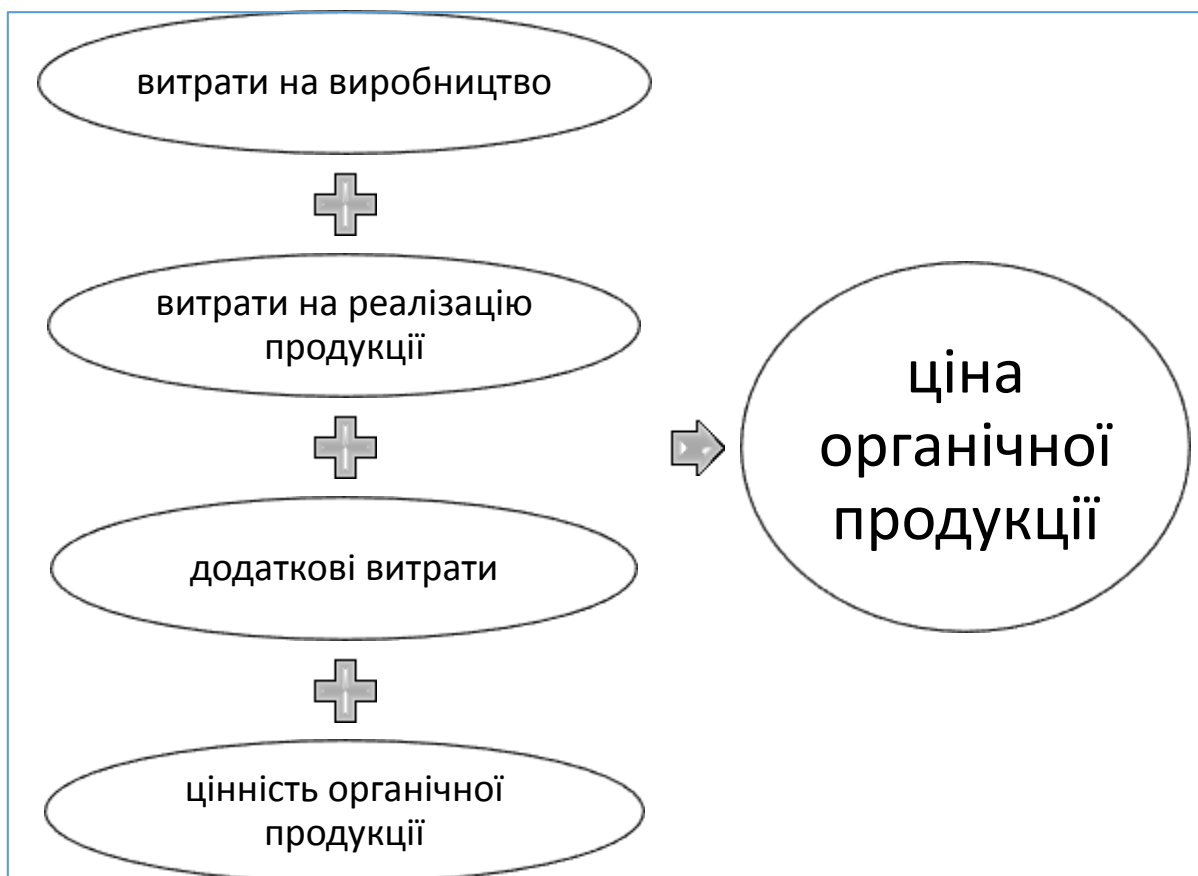 витрати на виробництво
витрати на реалізацію
продукції
додаткові витрати
цінність органічної
продукції
ціна
органічної
продукції